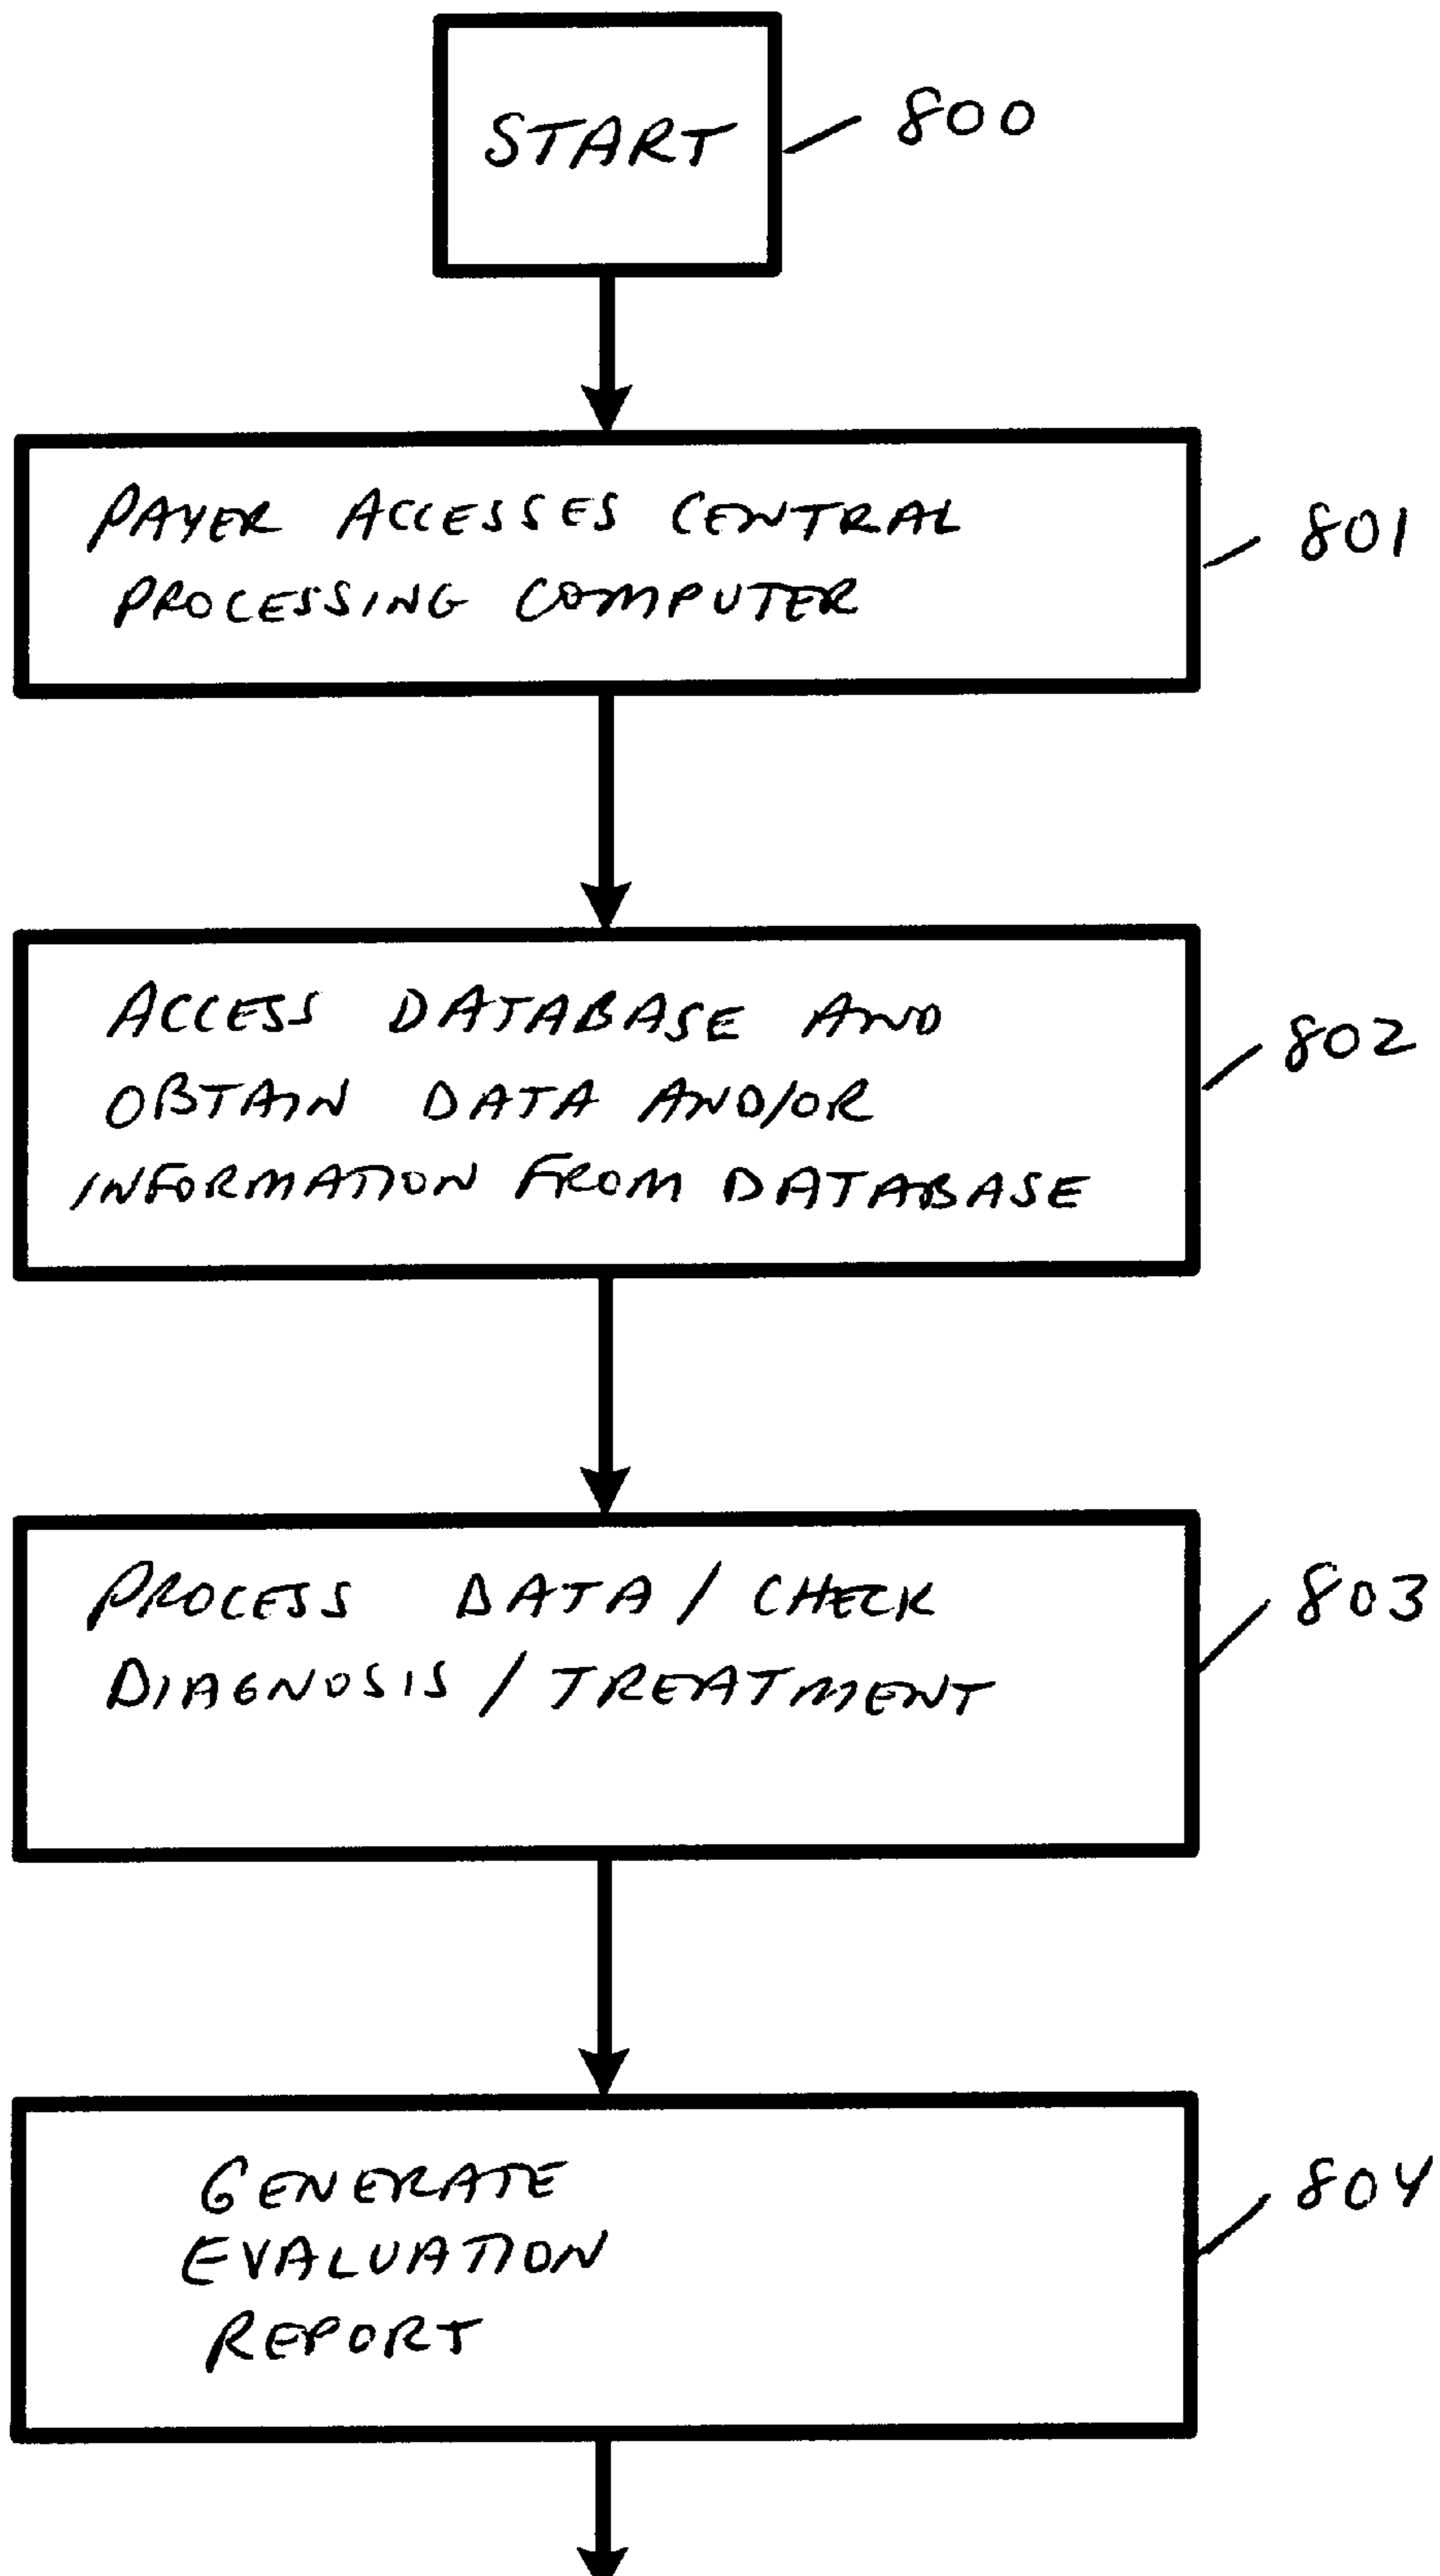 START
800
PAYER ACCESSES CENTRAL
PROCESSING COMPUTER
801
ACCESS DATABASE AND
OBTAIN DATA AND/OR
INFORMATION FROM DATABASE
802
PROCESS DATA / CHECK
DIAGNOSIS / TREATMENT
803
GENERATE
EVALUATION
REPORT
804